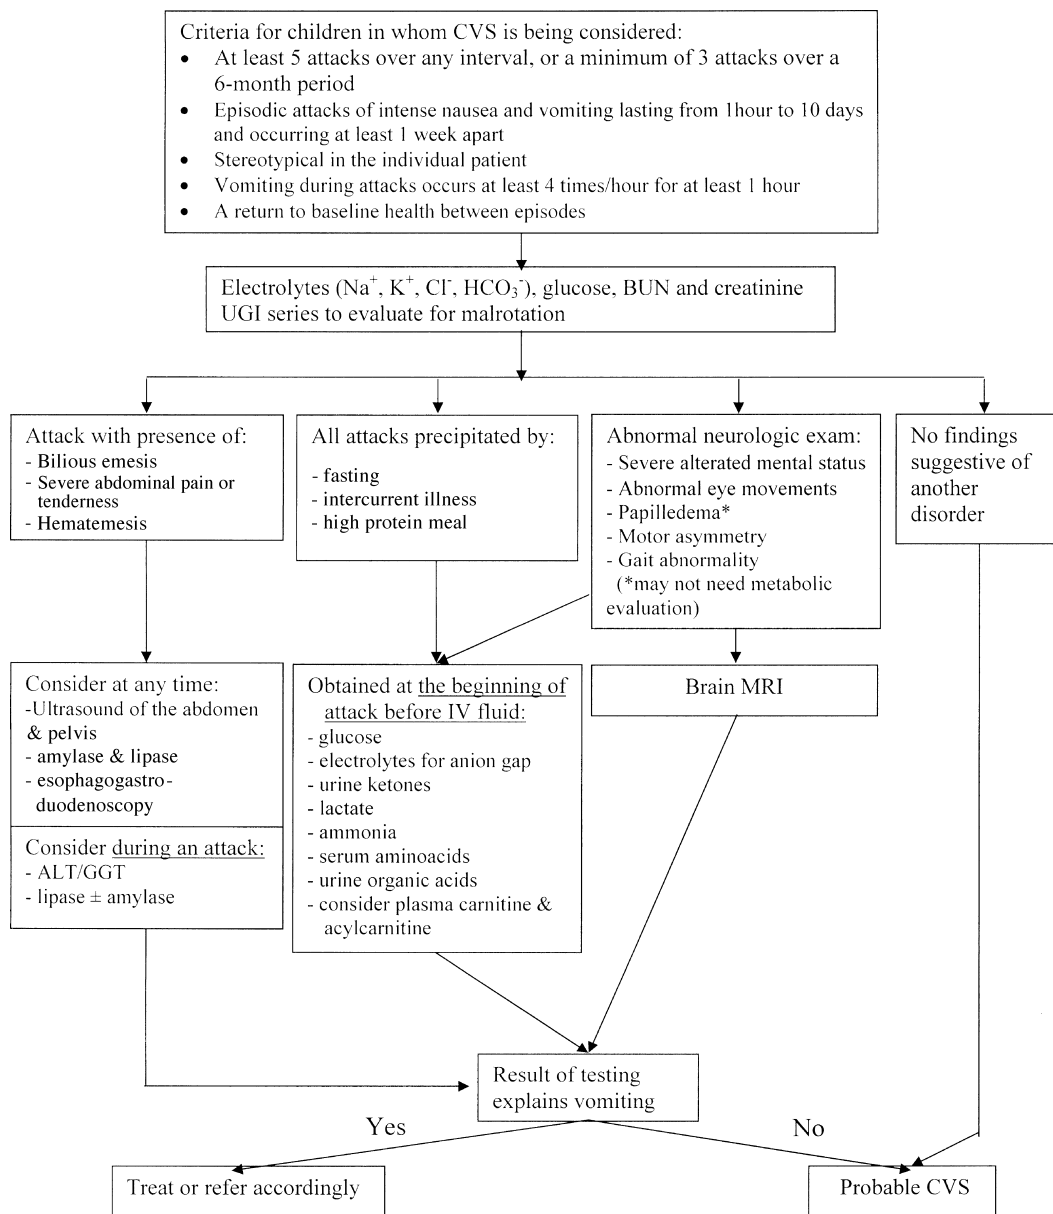 Criteria for children in whom CVS is being considered:
• At least 5 attacks over any interval, or a minimum of 3 attacks over a
6-month period
• Episodic attacks of intense nausea and vomiting lasting from 1hour to 10 days
and occurring at least 1 week apart
• Stereotypical in the individual patient
• Vomiting during attacks occurs at least 4 times/hour for at least 1 hour
• A return to baseline health between episodes
Electrolytes (Na⁺, K⁺, Cl⁻, HCO₃⁻), glucose, BUN and creatinine
UGI series to evaluate for malrotation
Attack with presence of:
- Bilious emesis
- Severe abdominal pain or
tenderness
- Hematemesis
All attacks precipitated by:
- fasting
- intercurrent illness
- high protein meal
Abnormal neurologic exam:
- Severe alterated mental status
- Abnormal eye movements
- Papilledema*
- Motor asymmetry
- Gait abnormality
(*may not need metabolic
evaluation)
No findings
suggestive of
another
disorder
Consider at any time:
-Ultrasound of the abdomen
& pelvis
- amylase & lipase
- esophagogastro-
duodenoscopy
Consider during an attack:
- ALT/GGT
- lipase ± amylase
Obtained at the beginning of
attack before IV fluid:
- glucose
- electrolytes for anion gap
- urine ketones
- lactate
- ammonia
- serum aminoacids
- urine organic acids
- consider plasma carnitine &
acylcarnitine
Brain MRI
Result of testing
explains vomiting
Yes
No
Treat or refer accordingly
Probable CVS